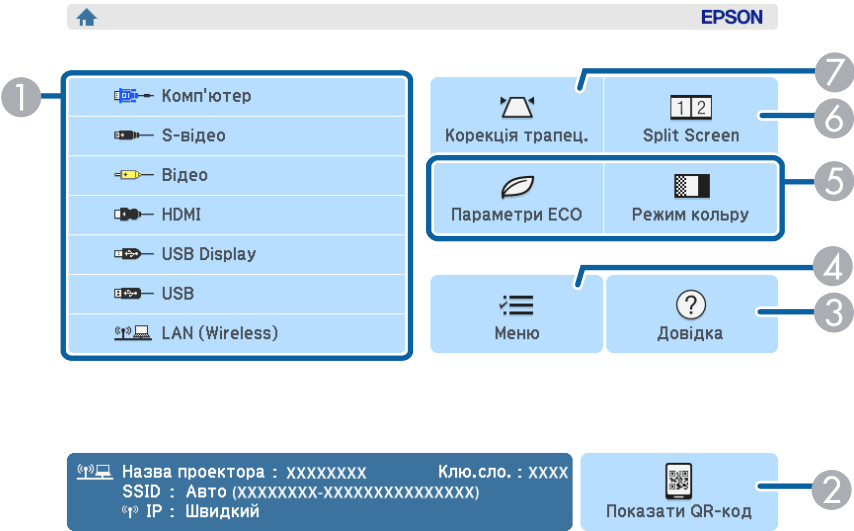 EPSON
1
Комп'ютер
S-відео
Відео
HDMI
USB Display
USB
LAN (Wireless)
7
Корекція трапец.
6
1 2
Split Screen
5
Параметри ECO
Режим кольру
4
Меню
3
Довідка
Назва проектора : XXXXXXXX Клю.сло. : XXXX
SSID : Авто (XXXXXXXX-XXXXXXXXXXXXXXX)
IP : Швидкий
2
Показати QR-код